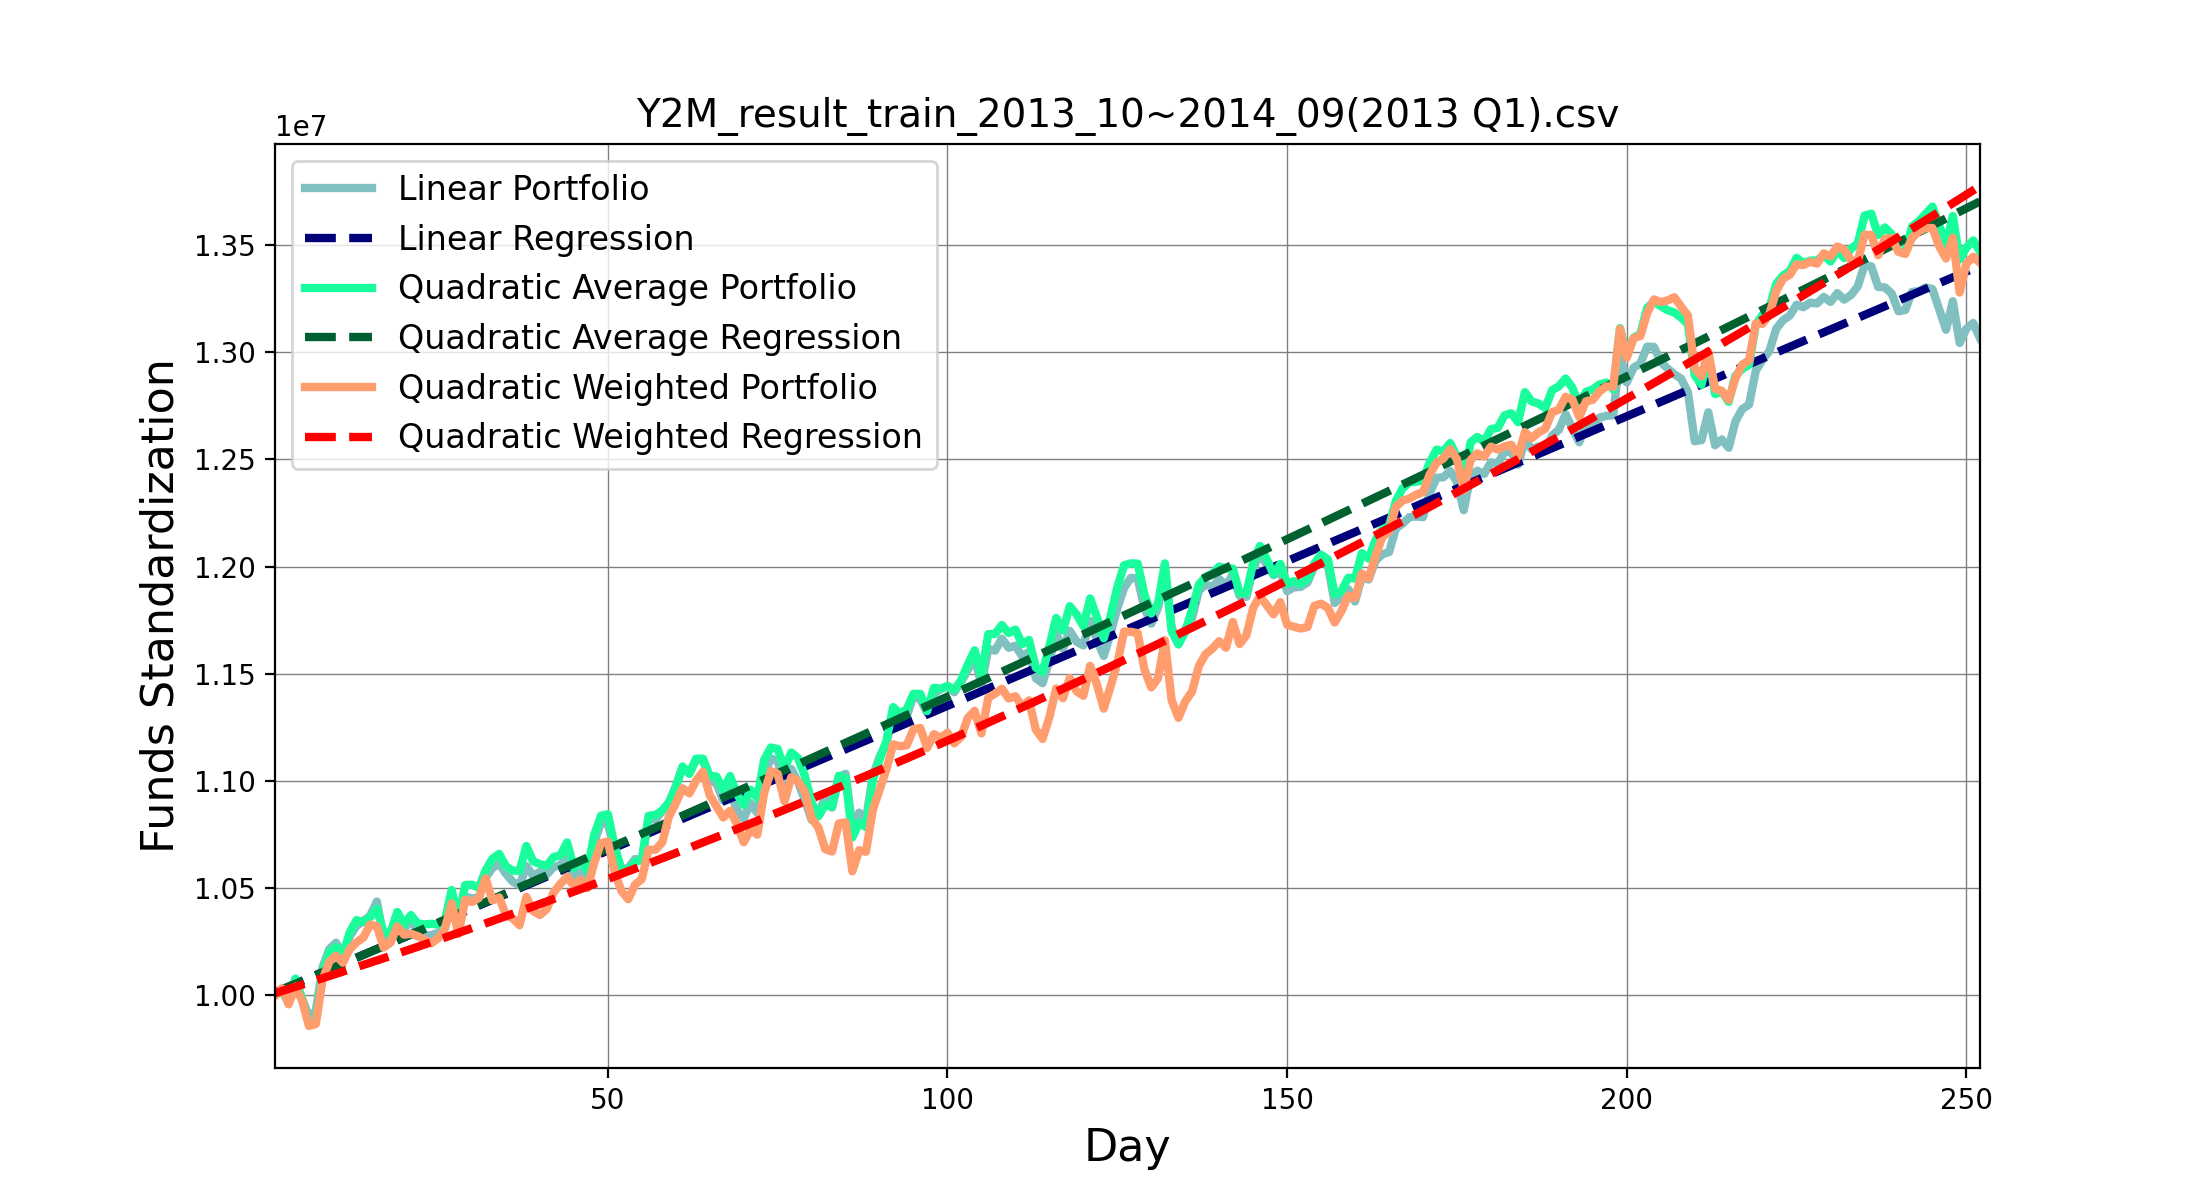 Y2M_result_train_2013_10~2014_09(2013 Q1).csv
1e7
Linear Portfolio
Linear Regression
Quadratic Average Portfolio
Quadratic Average Regression
Quadratic Weighted Portfolio
Quadratic Weighted Regression
Funds Standardization
1.35
1.30
1.25
1.20
1.15
1.10
1.05
1.00
50 100 150 200 250
Day